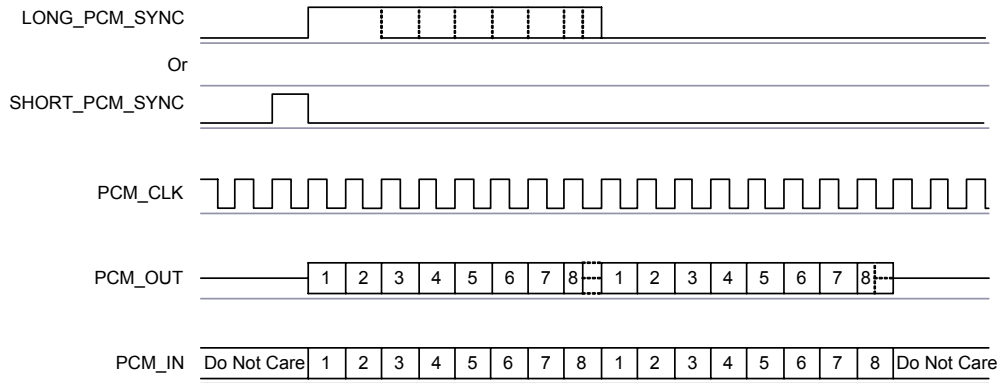 LONG_PCM_SYNC
Or
SHORT_PCM_SYNC
PCM_CLK
PCM_OUT 1 2 3 4 5 6 7 8 1 2 3 4 5 6 7 8
PCM_IN Do Not Care 1 2 3 4 5 6 7 8 1 2 3 4 5 6 7 8 Do Not Care